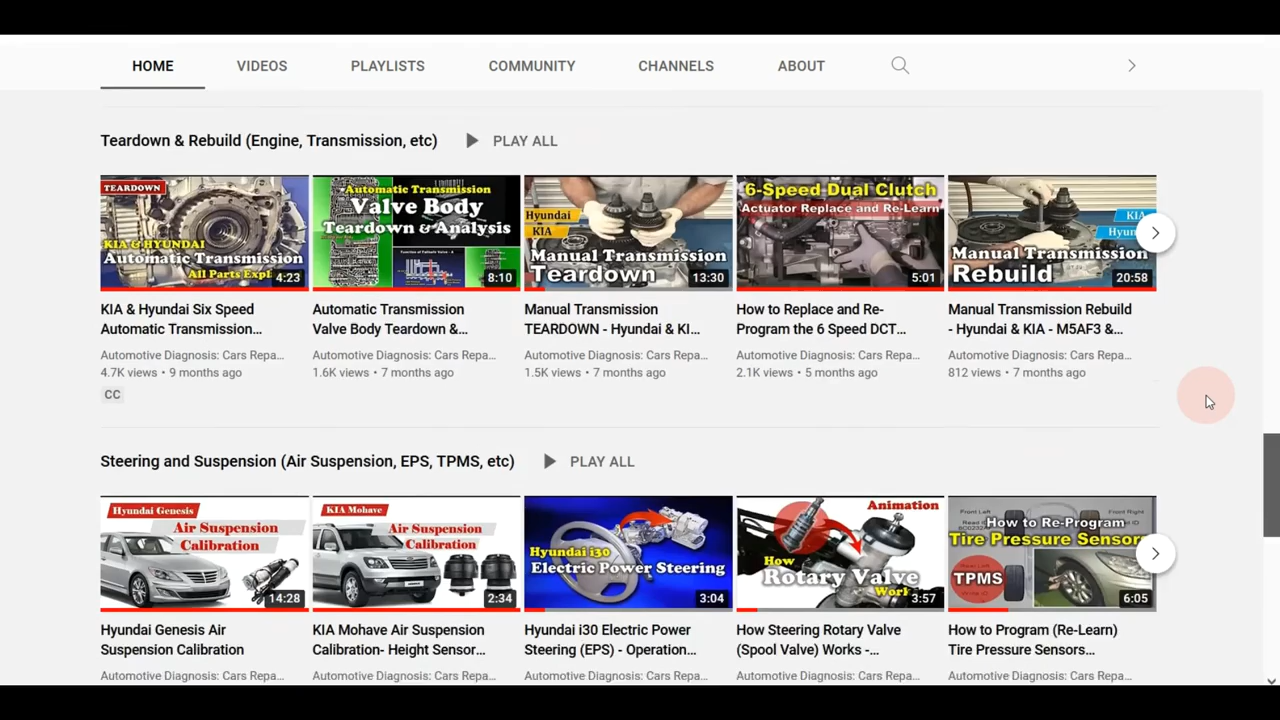 HOME VIDEOS PLAYLISTS COMMUNITY CHANNELS ABOUT
Teardown & Rebuild (Engine, Transmission, etc) PLAY ALL
TEARDOWN
KIA & HYUNDAI
Automatic Transmission
All Parts Expl
4:23
Automatic Transmission
Valve Body
Teardown & Analysis
8:10
Hyundai
KIA
Manual Transmission
Teardown
13:30
6-Speed Dual Clutch
Actuator Replace and Re-Learn
5:01
KIA
Hyun
Manual Transmission
Rebuild
20:58
KIA & Hyundai Six Speed
Automatic Transmission...
Automotive Diagnosis: Cars Repa...
4.7K views • 9 months ago
CC
Automatic Transmission
Valve Body Teardown &...
Automotive Diagnosis: Cars Repa...
1.6K views • 7 months ago
Manual Transmission
TEARDOWN - Hyundai & KI...
Automotive Diagnosis: Cars Repa...
1.5K views • 7 months ago
How to Replace and Re-
Program the 6 Speed DCT...
Automotive Diagnosis: Cars Repa...
2.1K views • 5 months ago
Manual Transmission Rebuild
- Hyundai & KIA - M5AF3 &...
Automotive Diagnosis: Cars Repa...
812 views • 7 months ago
Steering and Suspension (Air Suspension, EPS, TPMS, etc) PLAY ALL
Hyundai Genesis
Air Suspension
Calibration
14:28
KIA Mohave
Air Suspension
Calibration
2:34
Hyundai i30
Electric Power Steering
3:04
Animation
How
Rotary Valve
Work
3:57
Front Left Front Right
How to Re-Program
Tire Pressure Sensors
TPMS
6:05
Hyundai Genesis Air
Suspension Calibration
Automotive Diagnosis: Cars Repa...
KIA Mohave Air Suspension
Calibration- Height Sensor...
Automotive Diagnosis: Cars Repa...
Hyundai i30 Electric Power
Steering (EPS) - Operation...
Automotive Diagnosis: Cars Repa...
How Steering Rotary Valve
(Spool Valve) Works -...
Automotive Diagnosis: Cars Repa...
How to Program (Re-Learn)
Tire Pressure Sensors...
Automotive Diagnosis: Cars Repa...